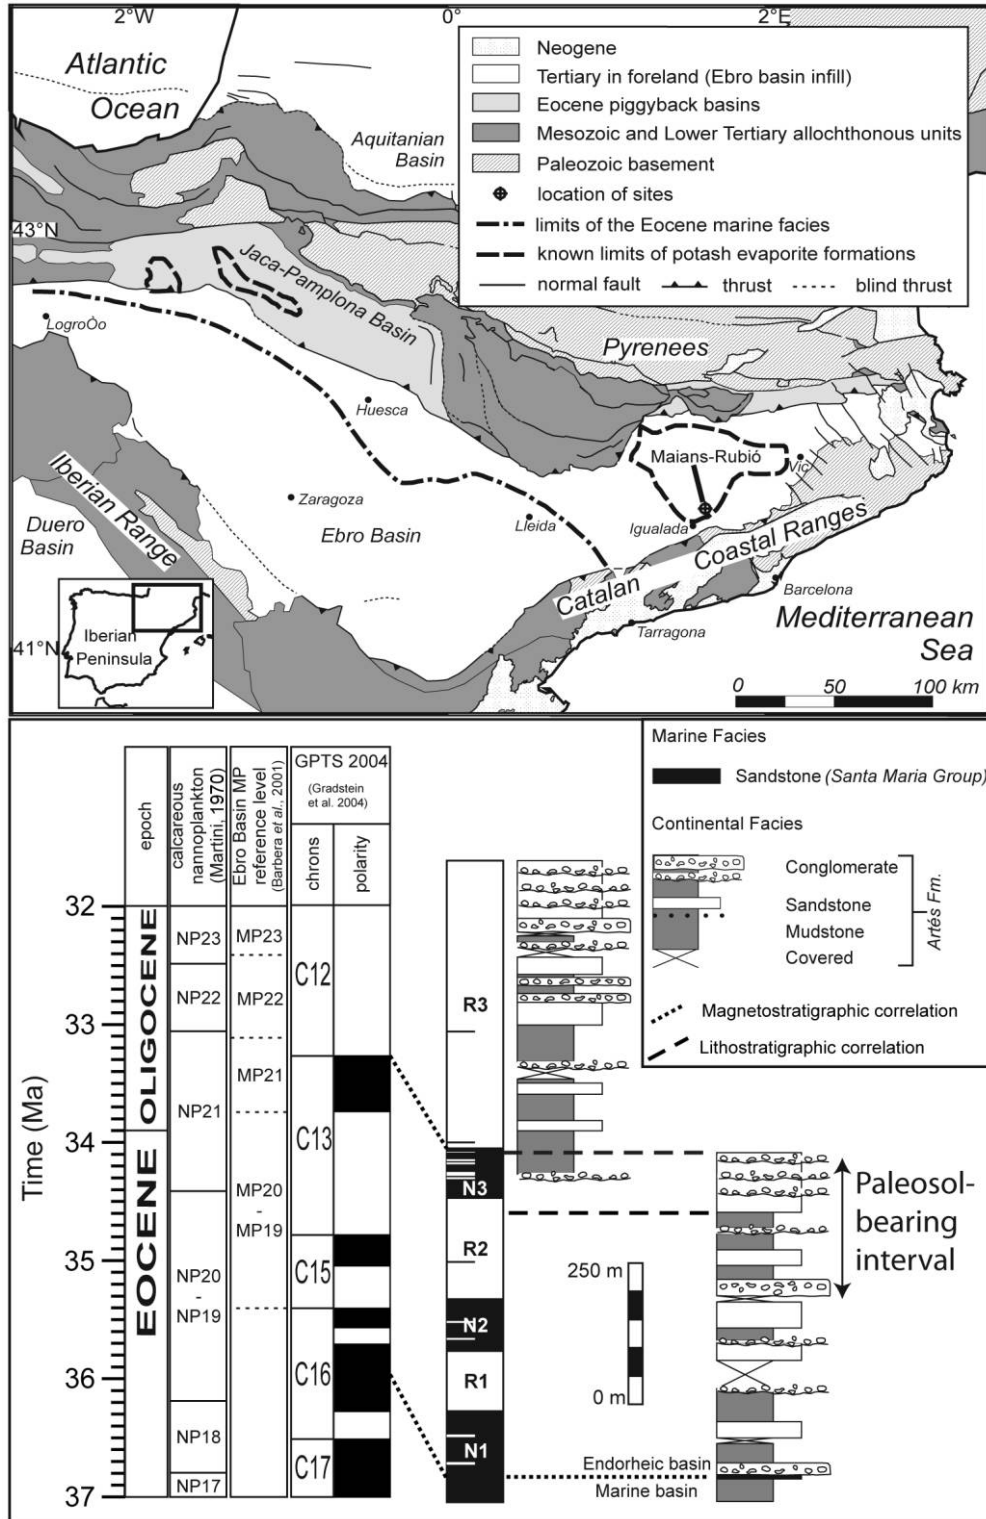 2°W
0°
2°E
Atlantic
Ocean
Aquitanian
Basin
43°N
Neogene
Tertiary in foreland (Ebro basin infill)
Eocene piggyback basins
Mesozoic and Lower Tertiary allochthonous units
Paleozoic basement
location of sites
limits of the Eocene marine facies
known limits of potash evaporite formations
normal fault
thrust
blind thrust
Jaca-Pamplona Basin
LogroÒo
Pyrenees
Huesca
Maians-Rubió
Vic
Iberian Range
Zaragoza
Lleida
Igualada
Duero
Basin
Ebro Basin
Catalan
Coastal Ranges
Barcelona
Tarragona
Mediterranean
Sea
Iberian
Peninsula
41°N
0
50
100 km
epoch
calcareous
nannoplankton
(Martini, 1970)
Ebro Basin MP
reference level
(Barbera et al., 2001)
GPTS 2004
(Gradstein
et al. 2004)
chrons
polarity
Marine Facies
Sandstone (Santa Maria Group)
Continental Facies
Conglomerate
Sandstone
Mudstone
Covered
Artés Fm.
Magnetostratigraphic correlation
Lithostratigraphic correlation
Time (Ma)
32
33
34
35
36
37
OLIGOCENE
EOCENE
NP23
NP22
NP21
NP20
-
NP19
NP18
NP17
MP23
MP22
MP21
MP20
-
MP19
C12
C13
C15
C16
C17
R3
N3
R2
N2
R1
N1
250 m
0 m
Paleosol-
bearing
interval
Endorheic basin
Marine basin